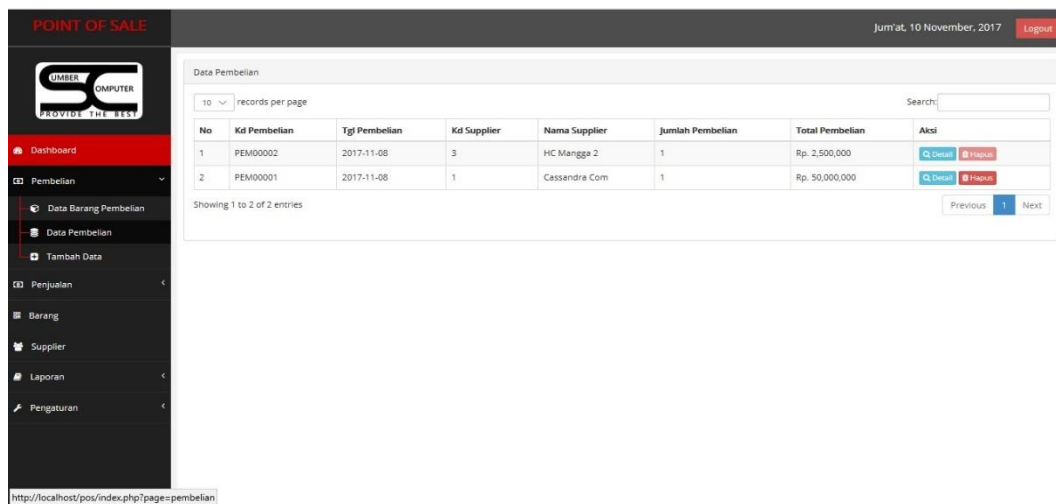 POINT OF SALE
Jum'at, 10 November, 2017 Logout
UMBER
SC
OMPUTER
PROVIDE THE BEST
Dashboard
Pembelian
Data Barang Pembelian
Data Pembelian
Tambah Data
Penjualan
Barang
Supplier
Laporan
Pengaturan
Data Pembelian
10 records per page Search:
No Kd Pembelian Tgl Pembelian Kd Supplier Nama Supplier Jumlah Pembelian Total Pembelian Aksi
1 PEM00002 2017-11-08 3 HC Mangga 2 1 Rp. 2,500,000 Detail Hapus
2 PEM00001 2017-11-08 1 Cassandra Com 1 Rp. 50,000,000 Detail Hapus
Showing 1 to 2 of 2 entries Previous 1 Next
http://localhost/pos/index.php?page=pembelian